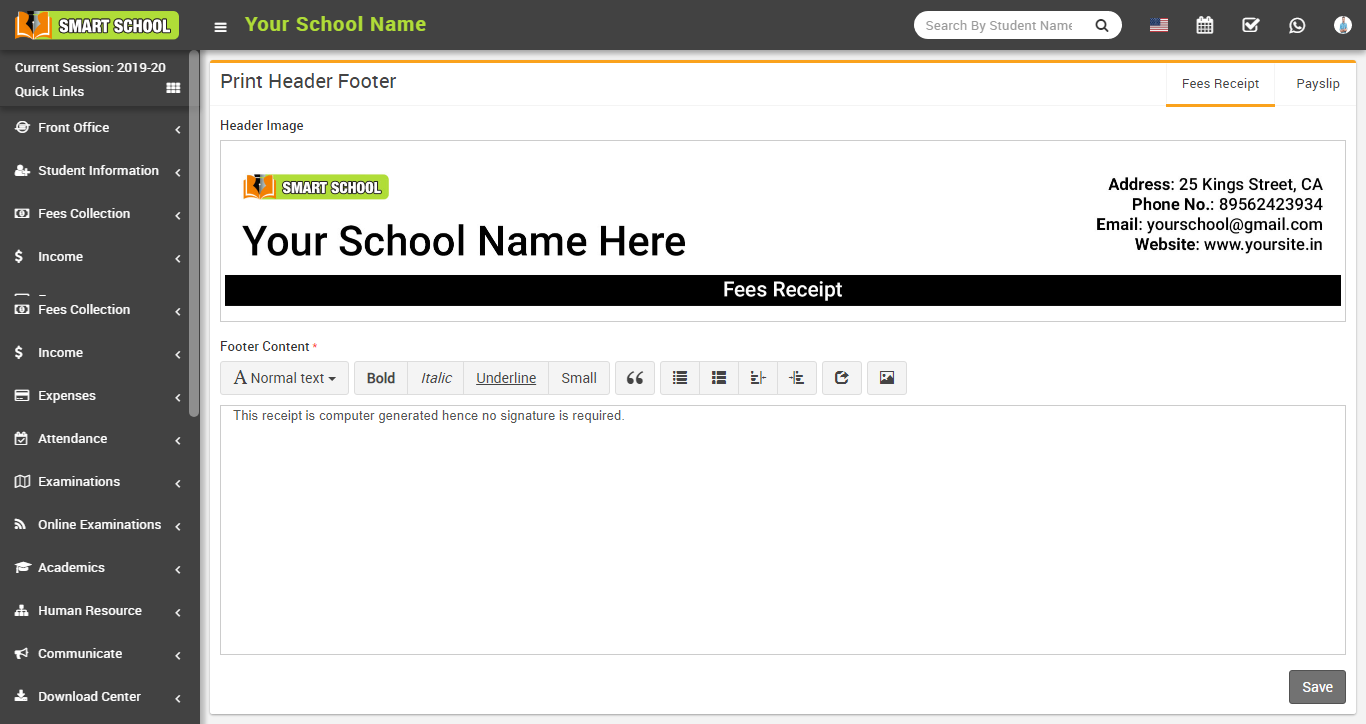 SMART SCHOOL
Your School Name
Search By Student Name
Current Session: 2019-20
Quick Links
Front Office
Student Information
Fees Collection
Income
Fees Collection
Income
Expenses
Attendance
Examinations
Online Examinations
Academics
Human Resource
Communicate
Download Center
Print Header Footer
Fees Receipt
Payslip
Header Image
SMART SCHOOL
Your School Name Here
Address: 25 Kings Street, CA
Phone No.: 89562423934
Email: yourschool@gmail.com
Website: www.yoursite.in
Fees Receipt
Footer Content *
A Normal text Bold Italic Underline Small
This receipt is computer generated hence no signature is required.
Save